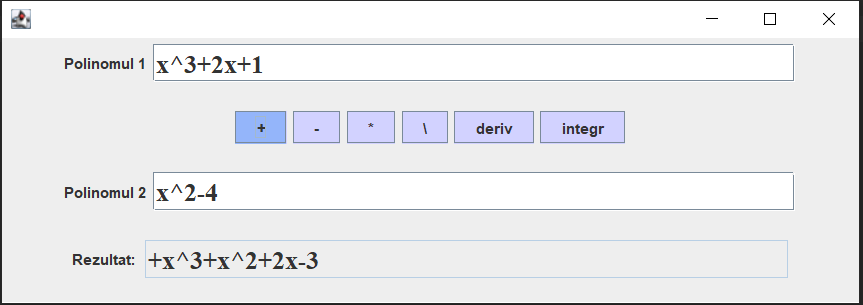 Polinomul 1 x^3+2x+1
+ - * \ deriv integr
Polinomul 2 x^2-4
Rezultat: +x^3+x^2+2x-3